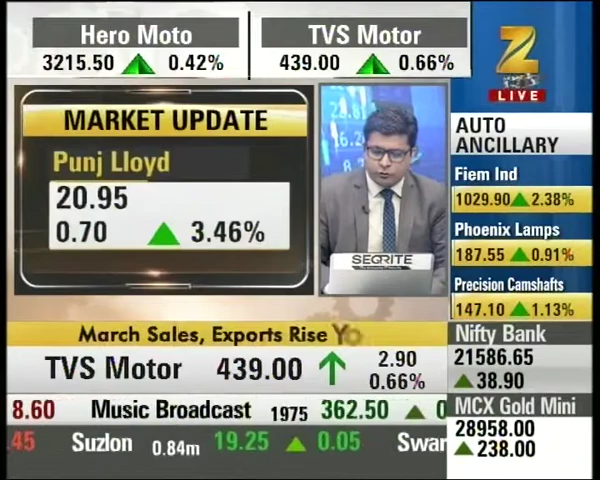 Hero Moto
3215.50 0.42%
TVS Motor
439.00 0.66%
Z
LIVE
MARKET UPDATE
Punj Lloyd
20.95
0.70 3.46%
SEQRITE
AUTO
ANCILLARY
Fiem Ind
1029.90 2.38%
Phoenix Lamps
187.55 0.91%
Precision Camshafts
147.10 1.13%
March Sales, Exports Rise Yo
TVS Motor 439.00 2.90
0.66%
Nifty Bank
21586.65
38.90
MCX Gold Mini
28958.00
238.00
8.60 Music Broadcast 1975 362.50 0
.45 Suzlon 0.84m 19.25 0.05 Swar